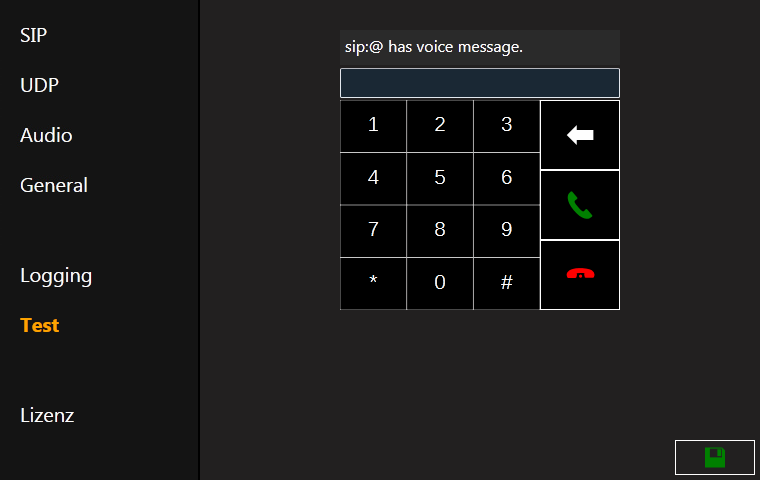 SIP
UDP
Audio
General
Logging
Test
Lizenz
sip:@ has voice message.
1 2 3
4 5 6
7 8 9
* 0 #